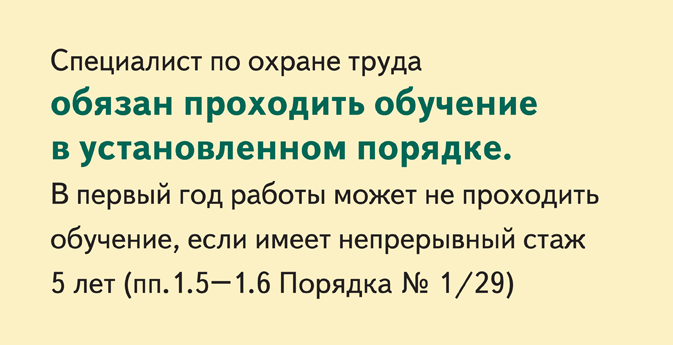 Специалист по охране труда
обязан проходить обучение
в установленном порядке.
В первый год работы может не проходить
обучение, если имеет непрерывный стаж
5 лет (пп.1.5–1.6 Порядка № 1/29)